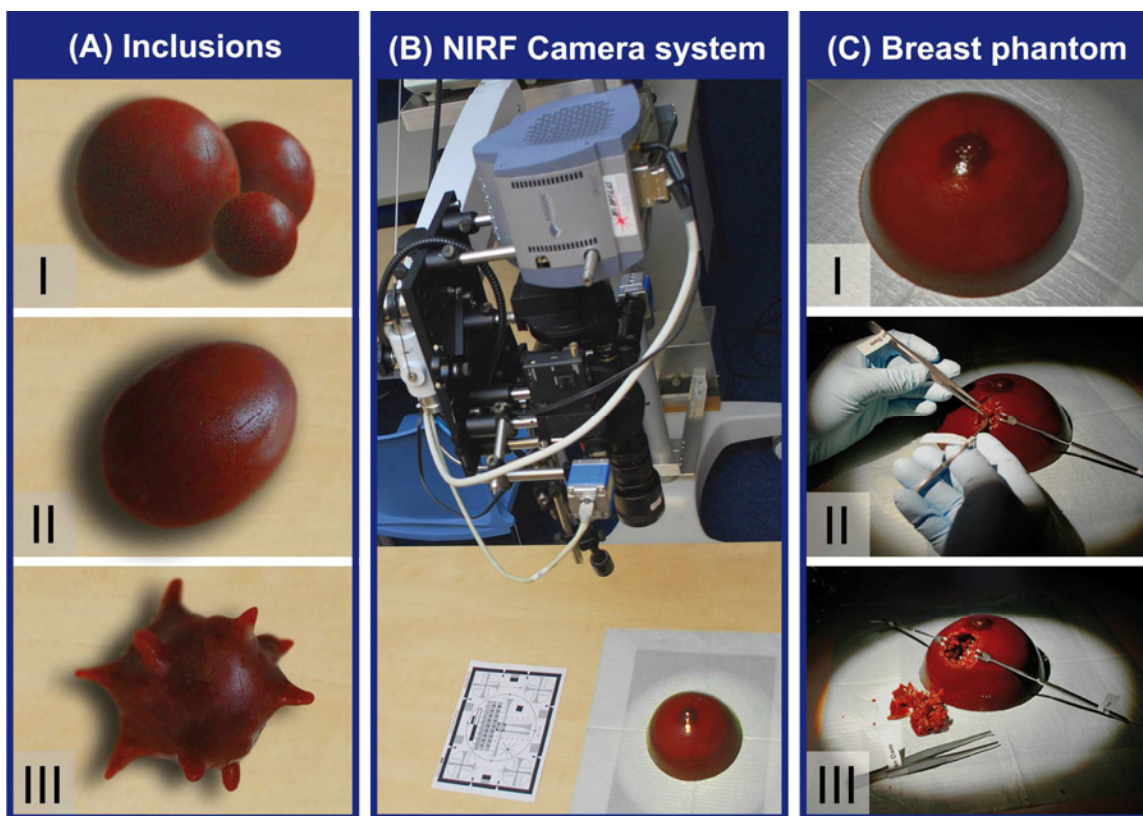 (A) Inclusions
I
II
III
(B) NIRF Camera system
(C) Breast phantom
I
II
III